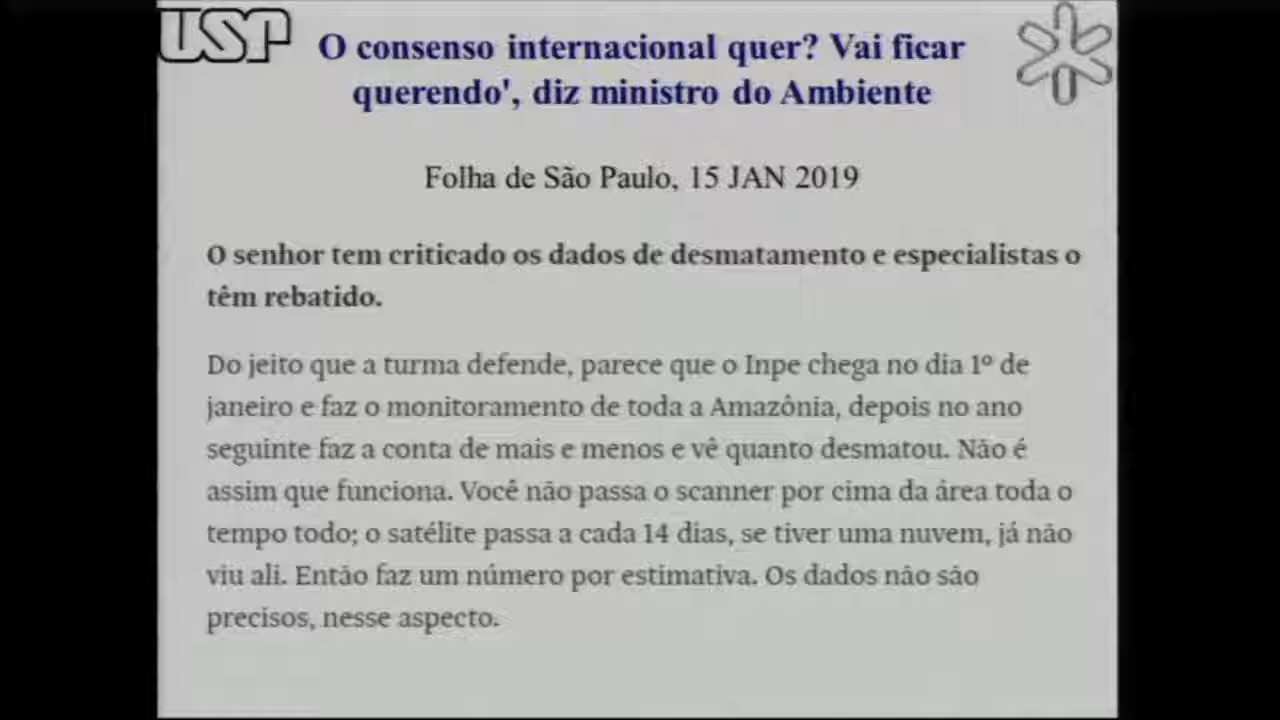 USP
O consenso internacional quer? Vai ficar
querendo', diz ministro do Ambiente
Folha de São Paulo, 15 JAN 2019
O senhor tem criticado os dados de desmatamento e especialistas o
têm rebatido.
Do jeito que a turma defende, parece que o Inpe chega no dia 1º de
janeiro e faz o monitoramento de toda a Amazônia, depois no ano
seguinte faz a conta de mais e menos e vê quanto desmatou. Não é
assim que funciona. Você não passa o scanner por cima da área toda o
tempo todo; o satélite passa a cada 14 dias, se tiver uma nuvem, já não
viu ali. Então faz um número por estimativa. Os dados não são
precisos, nesse aspecto.